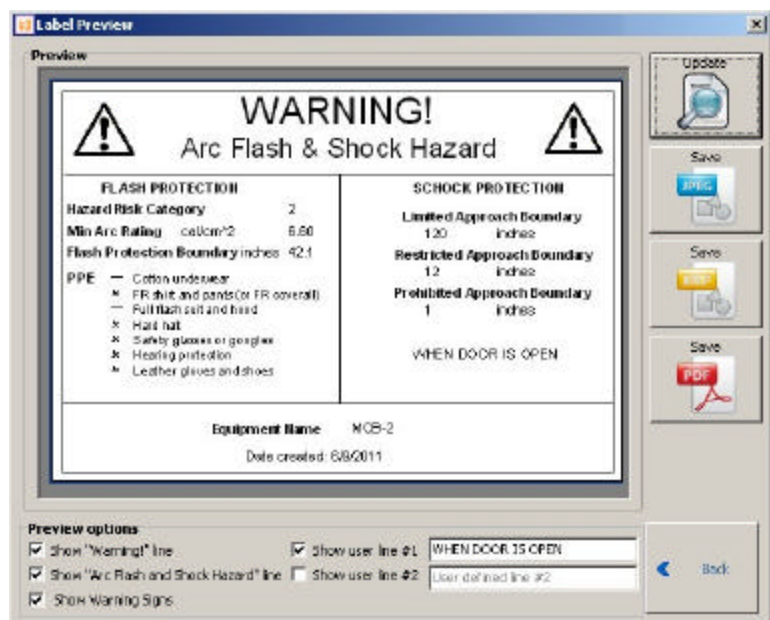 Label Preview
Preview
WARNING!
Arc Flash & Shock Hazard
FLASH PROTECTION
Hazard Risk Category 2
Min Arc Rating cal/cm^2 6.60
Flash Protection Boundary inches 42.1
PPE — Cotton underwear
× FR shirt and pants (or FR coverall)
— Full flash suit and hood
× Hard hat
× Safety glasses or goggles
× Hearing protection
× Leather gloves and shoes
SCHOCK PROTECTION
Limited Approach Boundary
120 inches
Restricted Approach Boundary
12 inches
Prohibited Approach Boundary
1 inches
WHEN DOOR IS OPEN
Equipment Name MCB-2
Date created: 6/8/2011
Update
Save
JPEG
Save
Save
PDF
Preview options
Show "Warning!" line
Show "Arc Flash and Shock Hazard" line
Show Warning Signs
Show user line #1 WHEN DOOR IS OPEN
Show user line #2 User defined line #2
Back